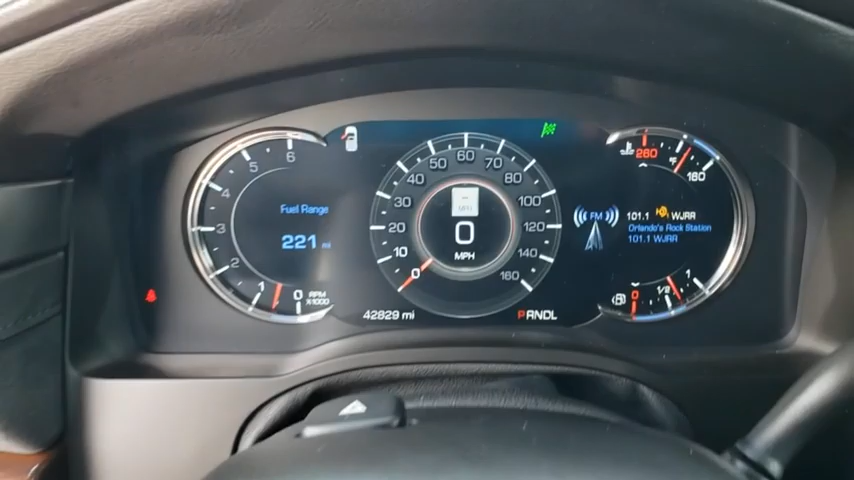 6
5
4
3
2
1
0
RPM
X1000
Fuel Range
221 mi
60
50
70
40
80
30
100
20
120
10
140
0
160
MPH
0
MPH
42829 mi
PRNDL
260
°F
160
FM
101.1 WJRR
Orlando's Rock Station
101.1 WJRR
0
1/2
1